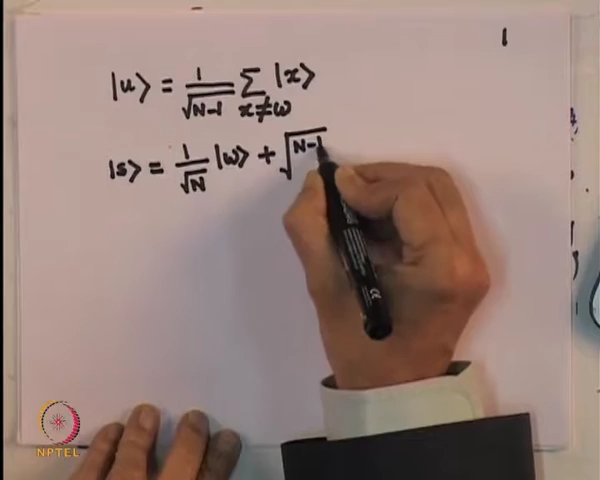 1
|u⟩ = 1/√N-1 ∑ x≠w |x⟩
|s⟩ = 1/√N |w⟩ + √N-1
NPTEL